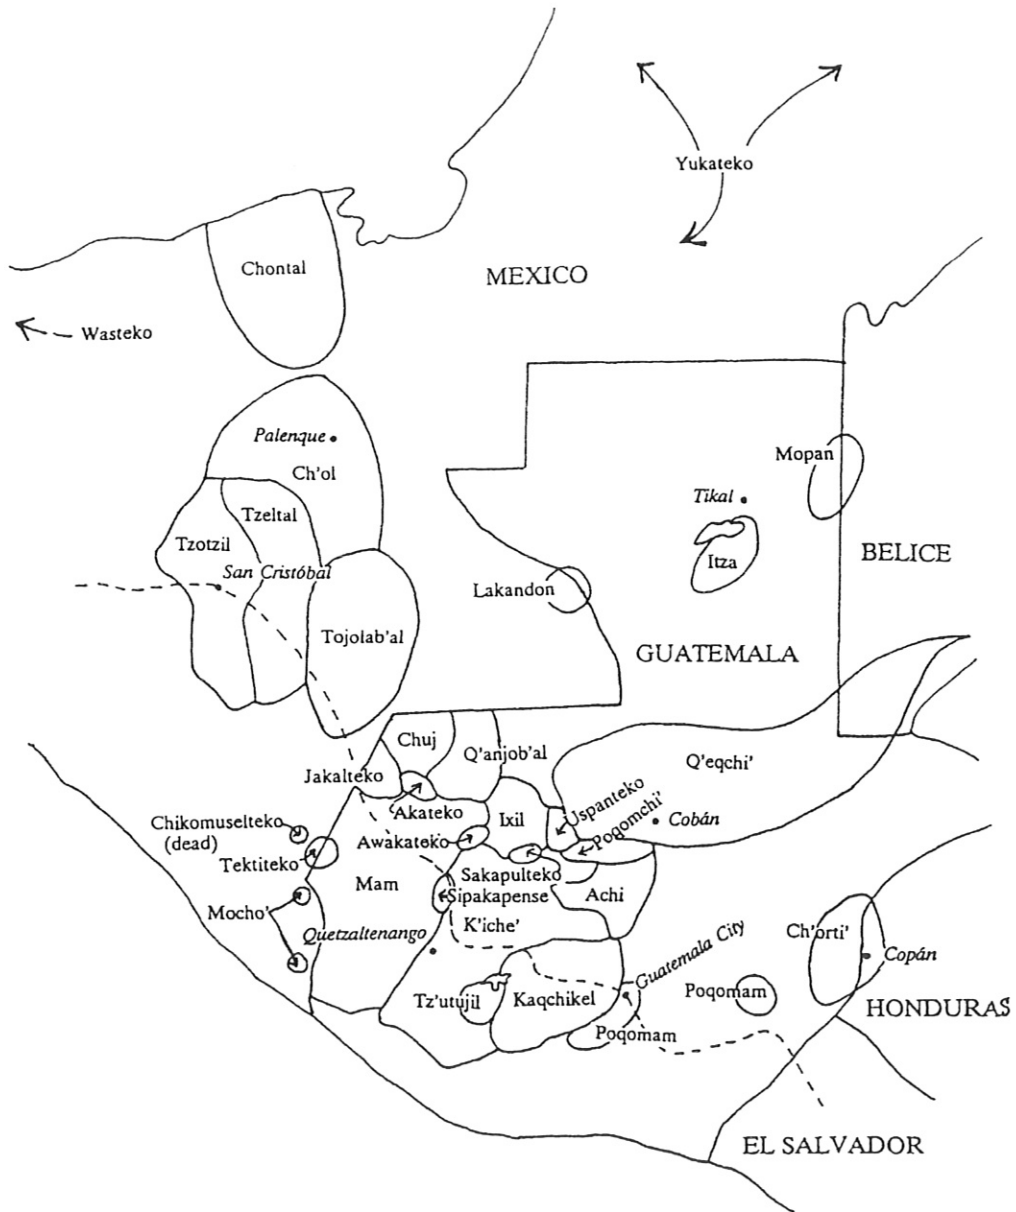 Yukateko
Chontal
MEXICO
Wasteko
Palenque
Ch'ol
Mopan
Tikal
Tzeltal
Tzotzil
Itza
BELICE
San Cristóbal
Lakandon
Tojolab'al
GUATEMALA
Chuj
Q'anjob'al
Q'eqchi'
Jakalteko
Akateko
Uspanteko
Ixil
Poqomchi'
Cobán
Chikomuselteko
(dead)
Awakateko
Tektiteko
Sakapulteko
Mam
Sipakapense
Achi
Mocho'
K'iche'
Quetzaltenango
Ch'orti'
Copán
Guatemala City
Tz'utujil
Kaqchikel
Poqomam
HONDURAS
Poqomam
EL SALVADOR